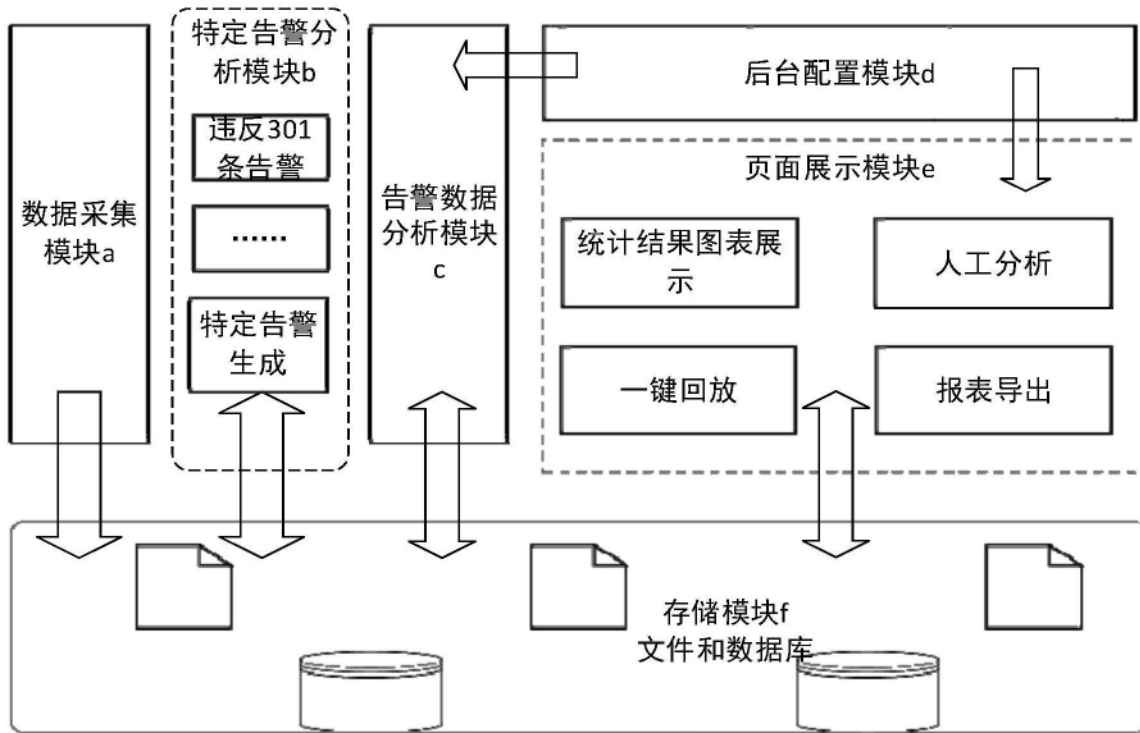 数据采集
模块a
特定告警分
析模块b
违反301
条告警
······
特定告警
生成
告警数据
分析模块
c
后台配置模块d
页面展示模块e
统计结果图表展
示
人工分析
一键回放
报表导出
存储模块f
文件和数据库